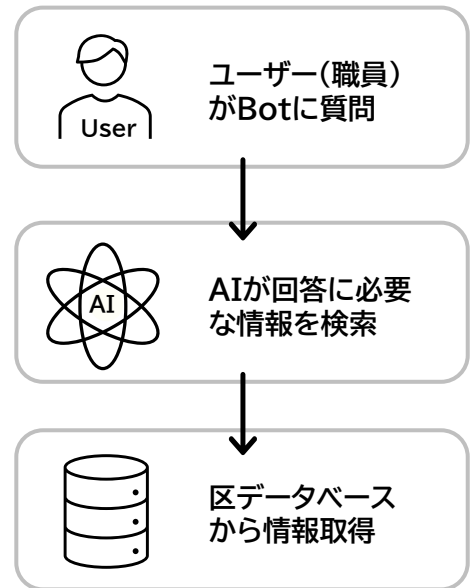 User
ユーザー(職員)
がBotに質問
AI
AIが回答に必要
な情報を検索
区データベース
から情報取得